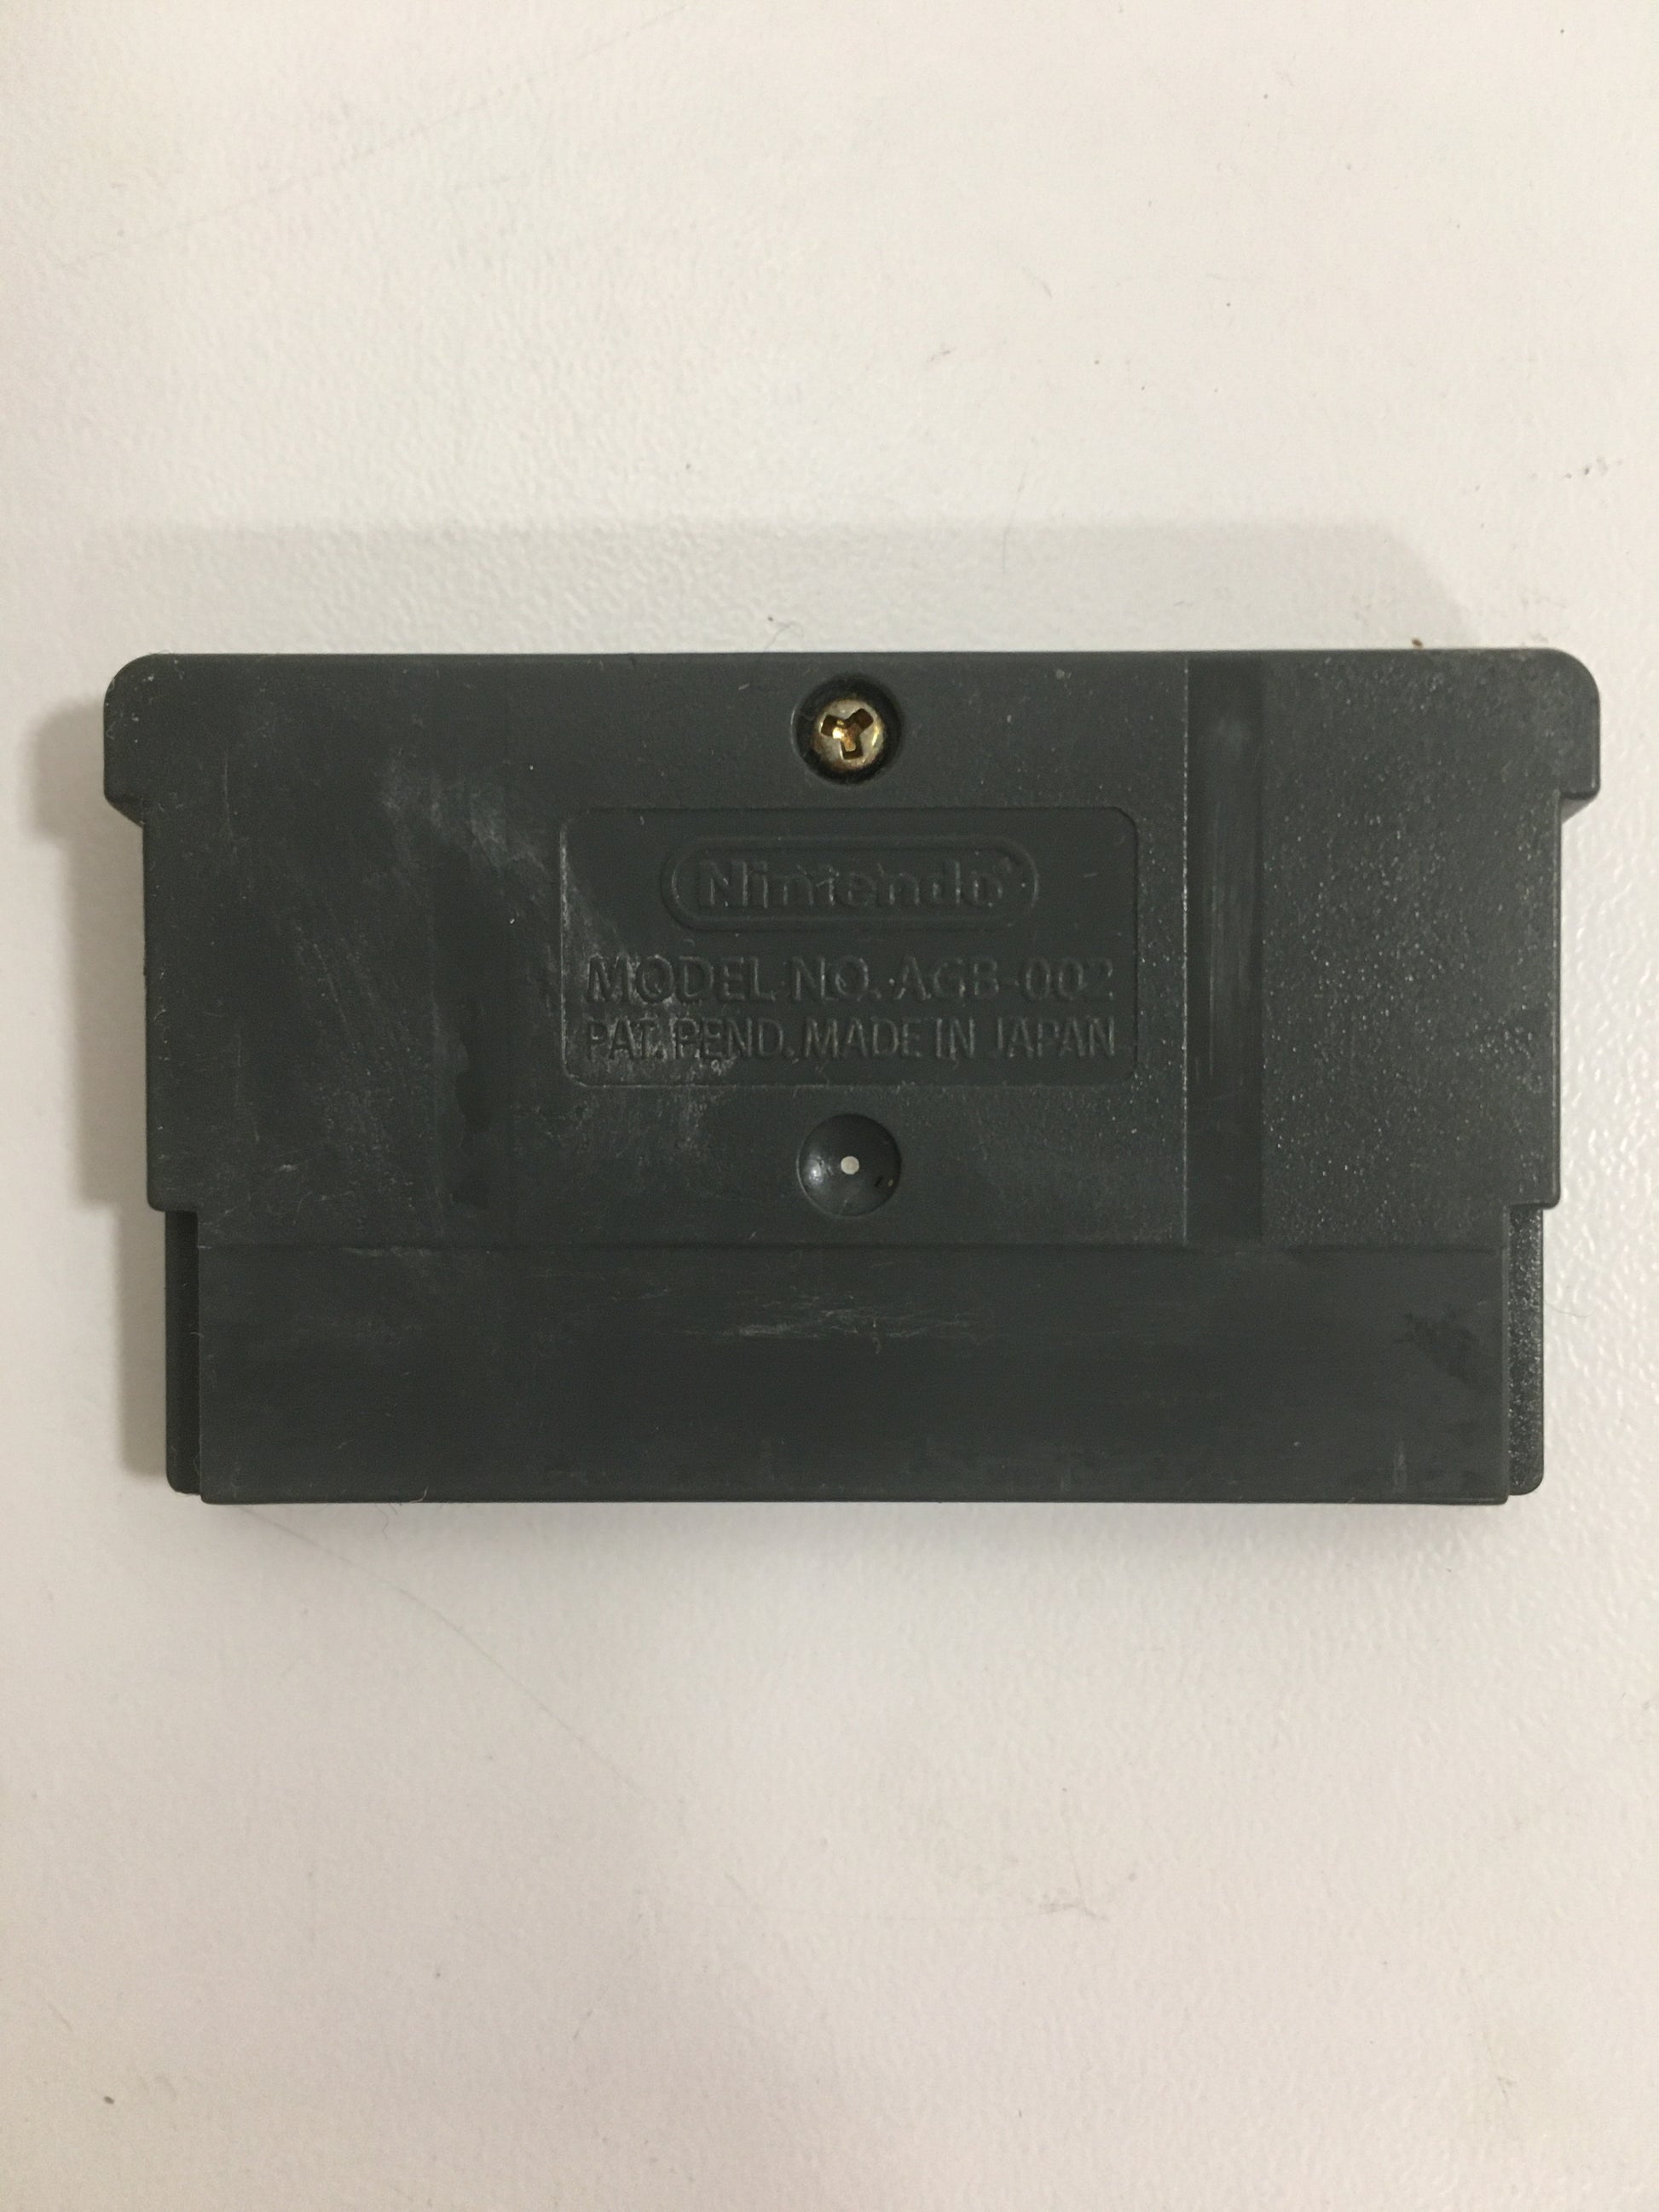 Nintendo®
MODEL NO. AGB-002
PAT. PEND. MADE IN JAPAN